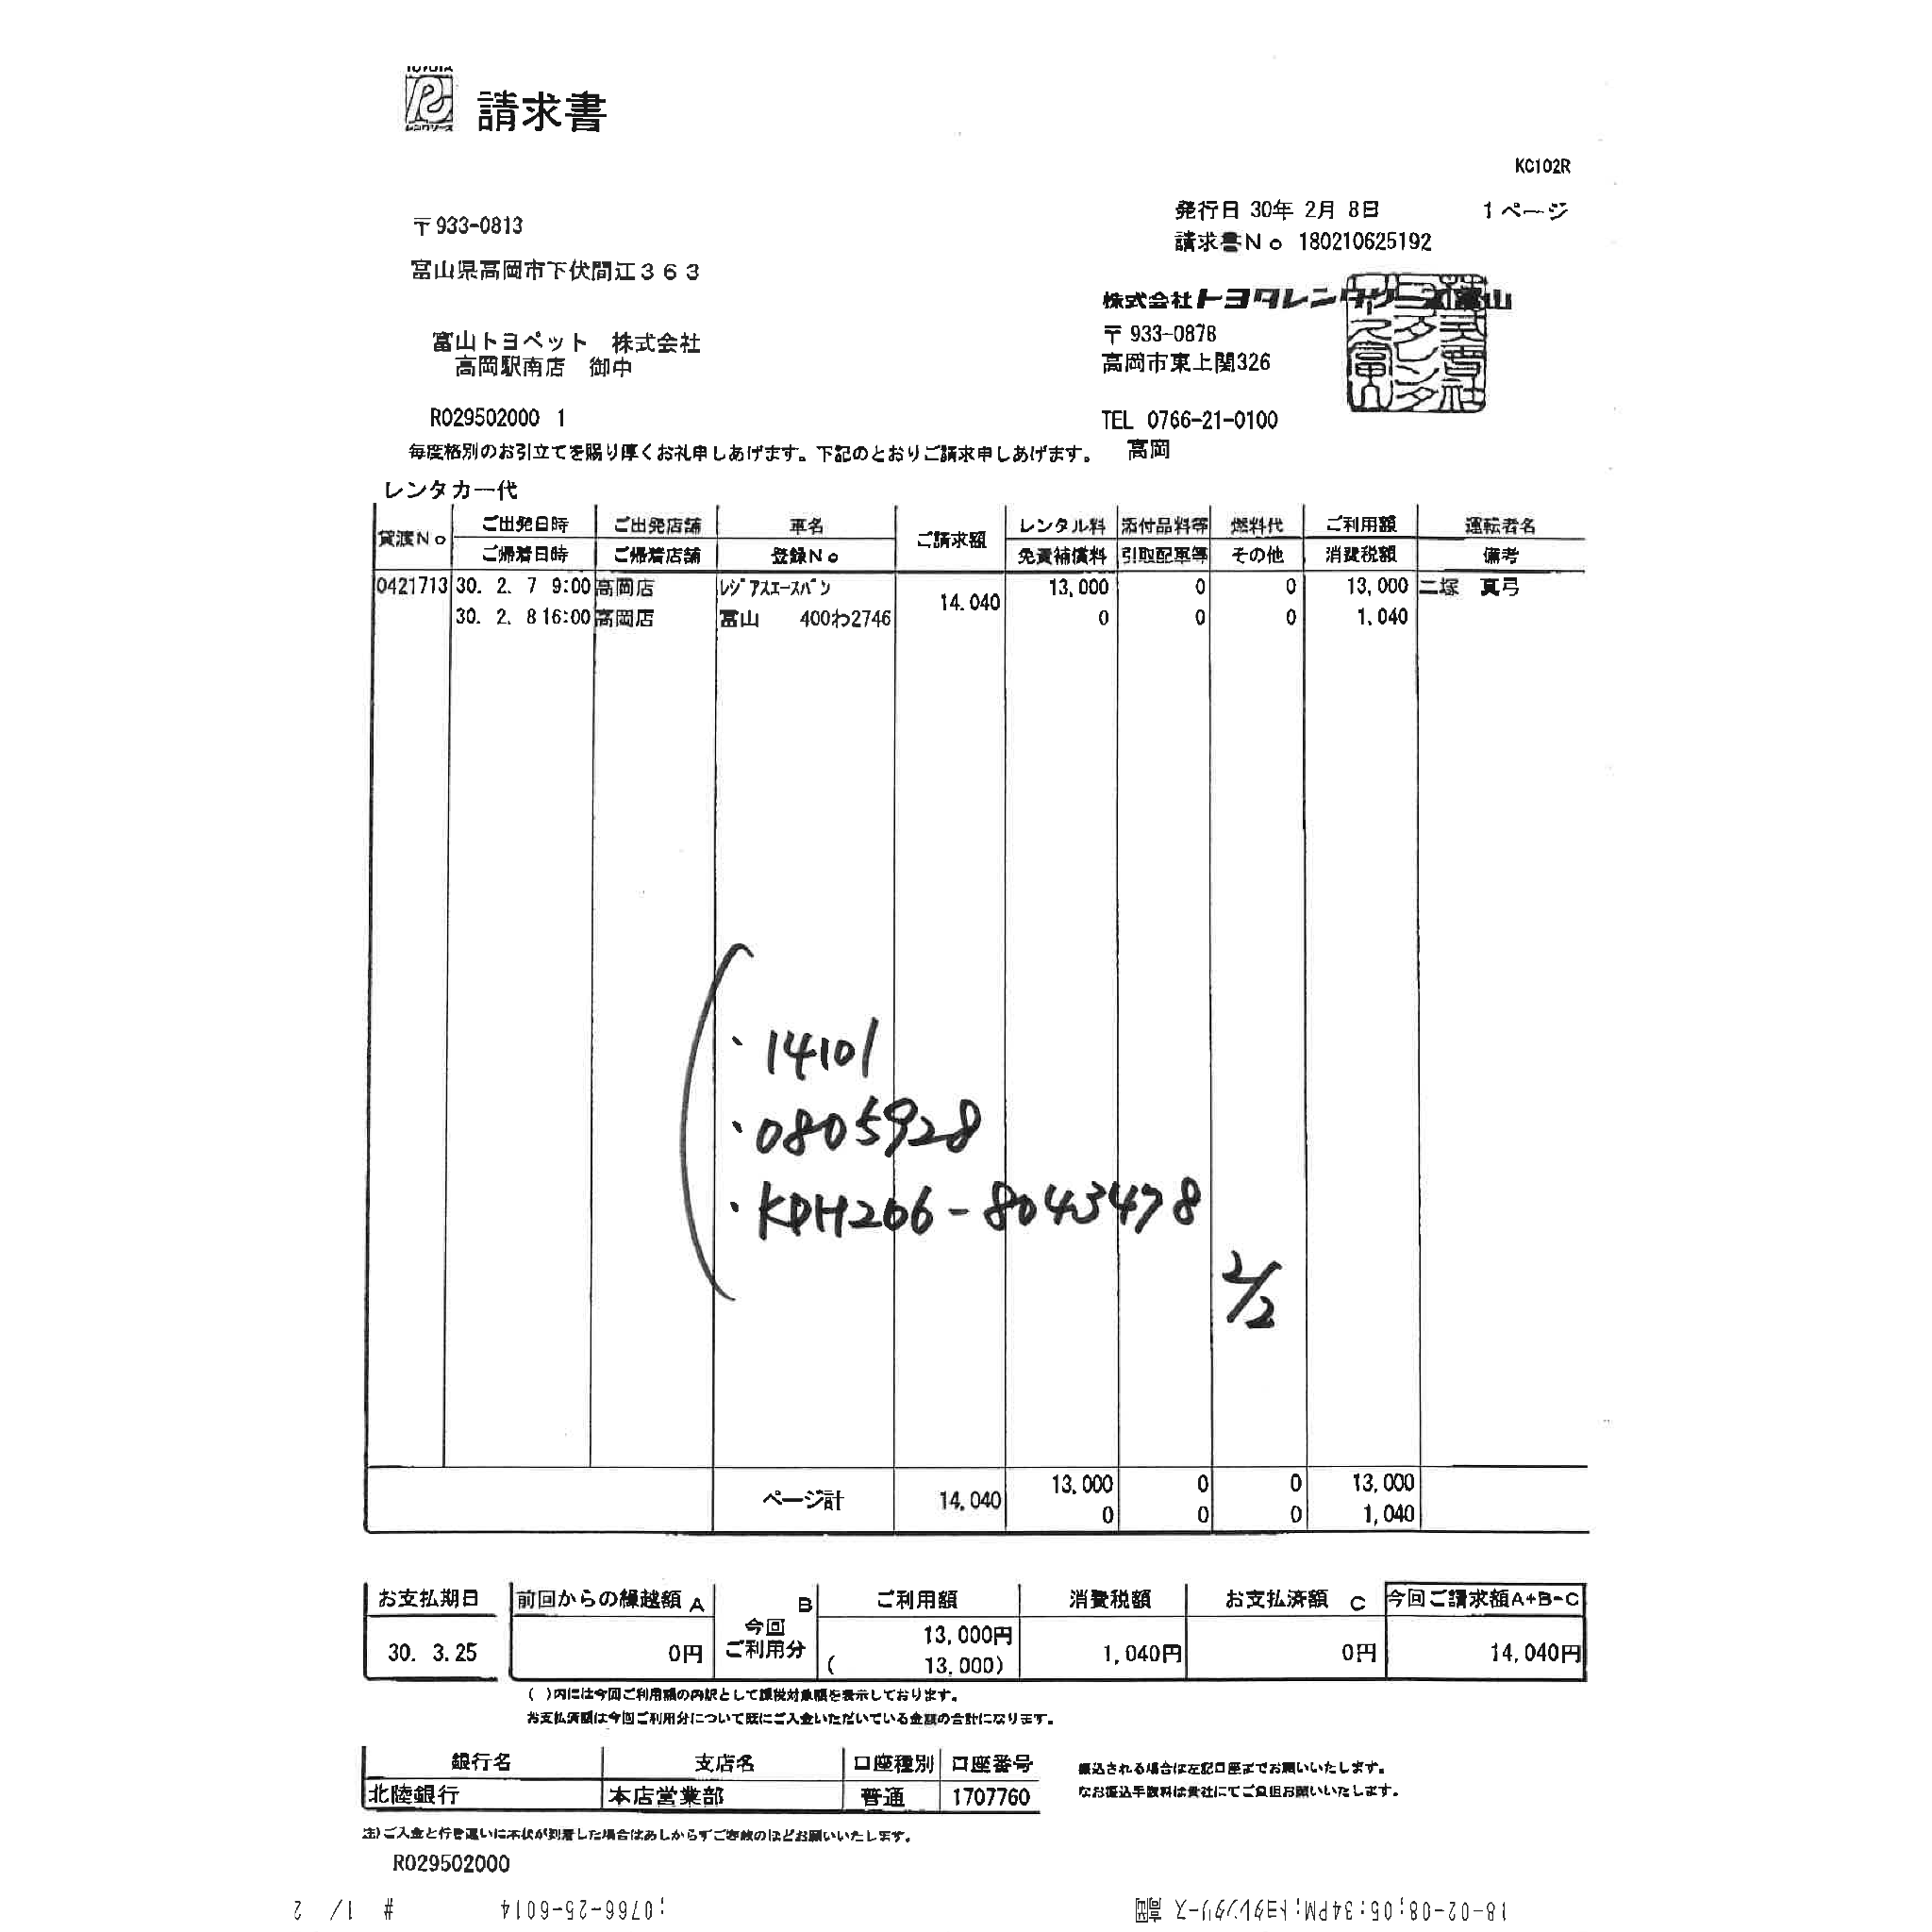 TOYOTA
レンタリース
請求書
KC102R
発行日 30年 2月 8日 1ページ
請求書No 180210625192
〒933-0813
富山県高岡市下伏間江363
富山トヨペット 株式会社
高岡駅南店 御中
R029502000 1
株式会社トヨタレンタリース富山
〒933-0878
高岡市東上関326
TEL 0766-21-0100
高岡
毎度格別のお引立てを賜り厚くお礼申しあげます。下記のとおりご請求申しあげます。
レンタカー代
貸渡No ご出発日時 ご出発店舗 車名 ご請求額 レンタル料 添付品料等 燃料代 ご利用額 運転者名
ご帰着日時 ご帰着店舗 登録No 免責補償料 引取配車等 その他 消費税額 備考
0421713 30. 2. 7 9:00 高岡店 レジアスエースバン 14,040 13,000 0 0 13,000 二塚 真弓
30. 2. 8 16:00 高岡店 富山 400わ2746 0 0 0 1,040
・14101
・0805928
・KDH206-8043478
2/2
ページ計 14,040 13,000 0 0 13,000
0 0 0 1,040
お支払期日 前回からの繰越額 A B 今回ご利用分 ご利用額 消費税額 お支払済額 C 今回ご請求額A+B-C
30. 3.25 0円 13,000円 1,040円 0円 14,040円
( 13,000)
( )内には今回ご利用額の内訳として課税対象額を表示しております。
お支払済額は今回ご利用分について既にご入金いただいている金額の合計になります。
銀行名 支店名 口座種別 口座番号
北陸銀行 本店営業部 普通 1707760
振込される場合は左記口座までお願いいたします。
なお振込手数料は貴社にてご負担お願いいたします。
注)ご入金と行き違いに本状が到着した場合はあしからずご容赦のほどお願いいたします。
R029502000
18-02-08;05:34PM;トヨタレンタリース 高岡 ;0766-25-6014 # 1/ 2